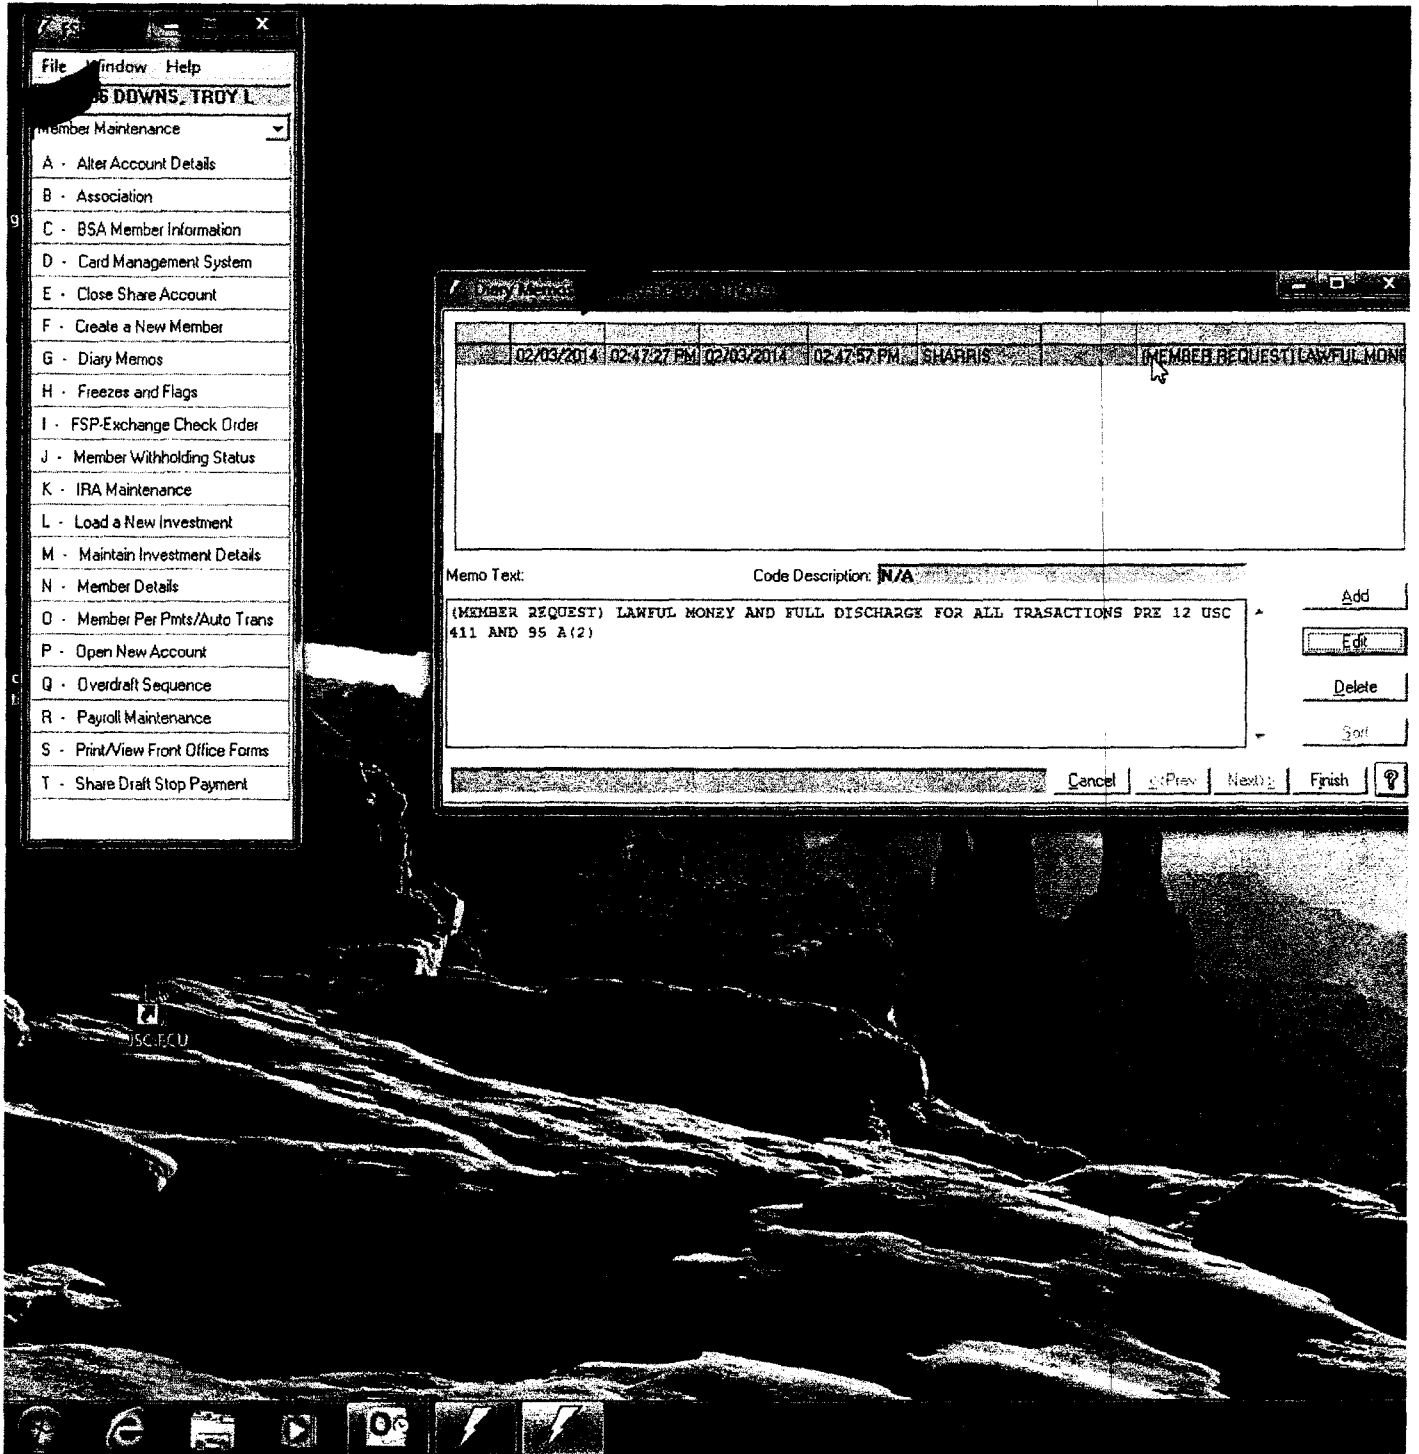 File Window Help
36 DOWNS, TROY L
Member Maintenance
A - Alter Account Details
B - Association
C - BSA Member Information
D - Card Management System
E - Close Share Account
F - Create a New Member
G - Diary Memos
H - Freezes and Flags
I - FSP-Exchange Check Order
J - Member Withholding Status
K - IRA Maintenance
L - Load a New Investment
M - Maintain Investment Details
N - Member Details
O - Member Per Pmts/Auto Trans
P - Open New Account
Q - Overdraft Sequence
R - Payroll Maintenance
S - Print/View Front Office Forms
T - Share Draft Stop Payment
Diary Memos
02/03/2014 02:47:27 PM 02/03/2014 02:47:57 PM SHARRIS (MEMBER REQUEST) LAWFUL MONE
Memo Text: Code Description: N/A
(MEMBER REQUEST) LAWFUL MONEY AND FULL DISCHARGE FOR ALL TRASACTIONS PRE 12 USC
411 AND 95 A(2)
Add
Edit
Delete
Sort
Cancel <<Prev Next>> Finish ?
JSC FCU